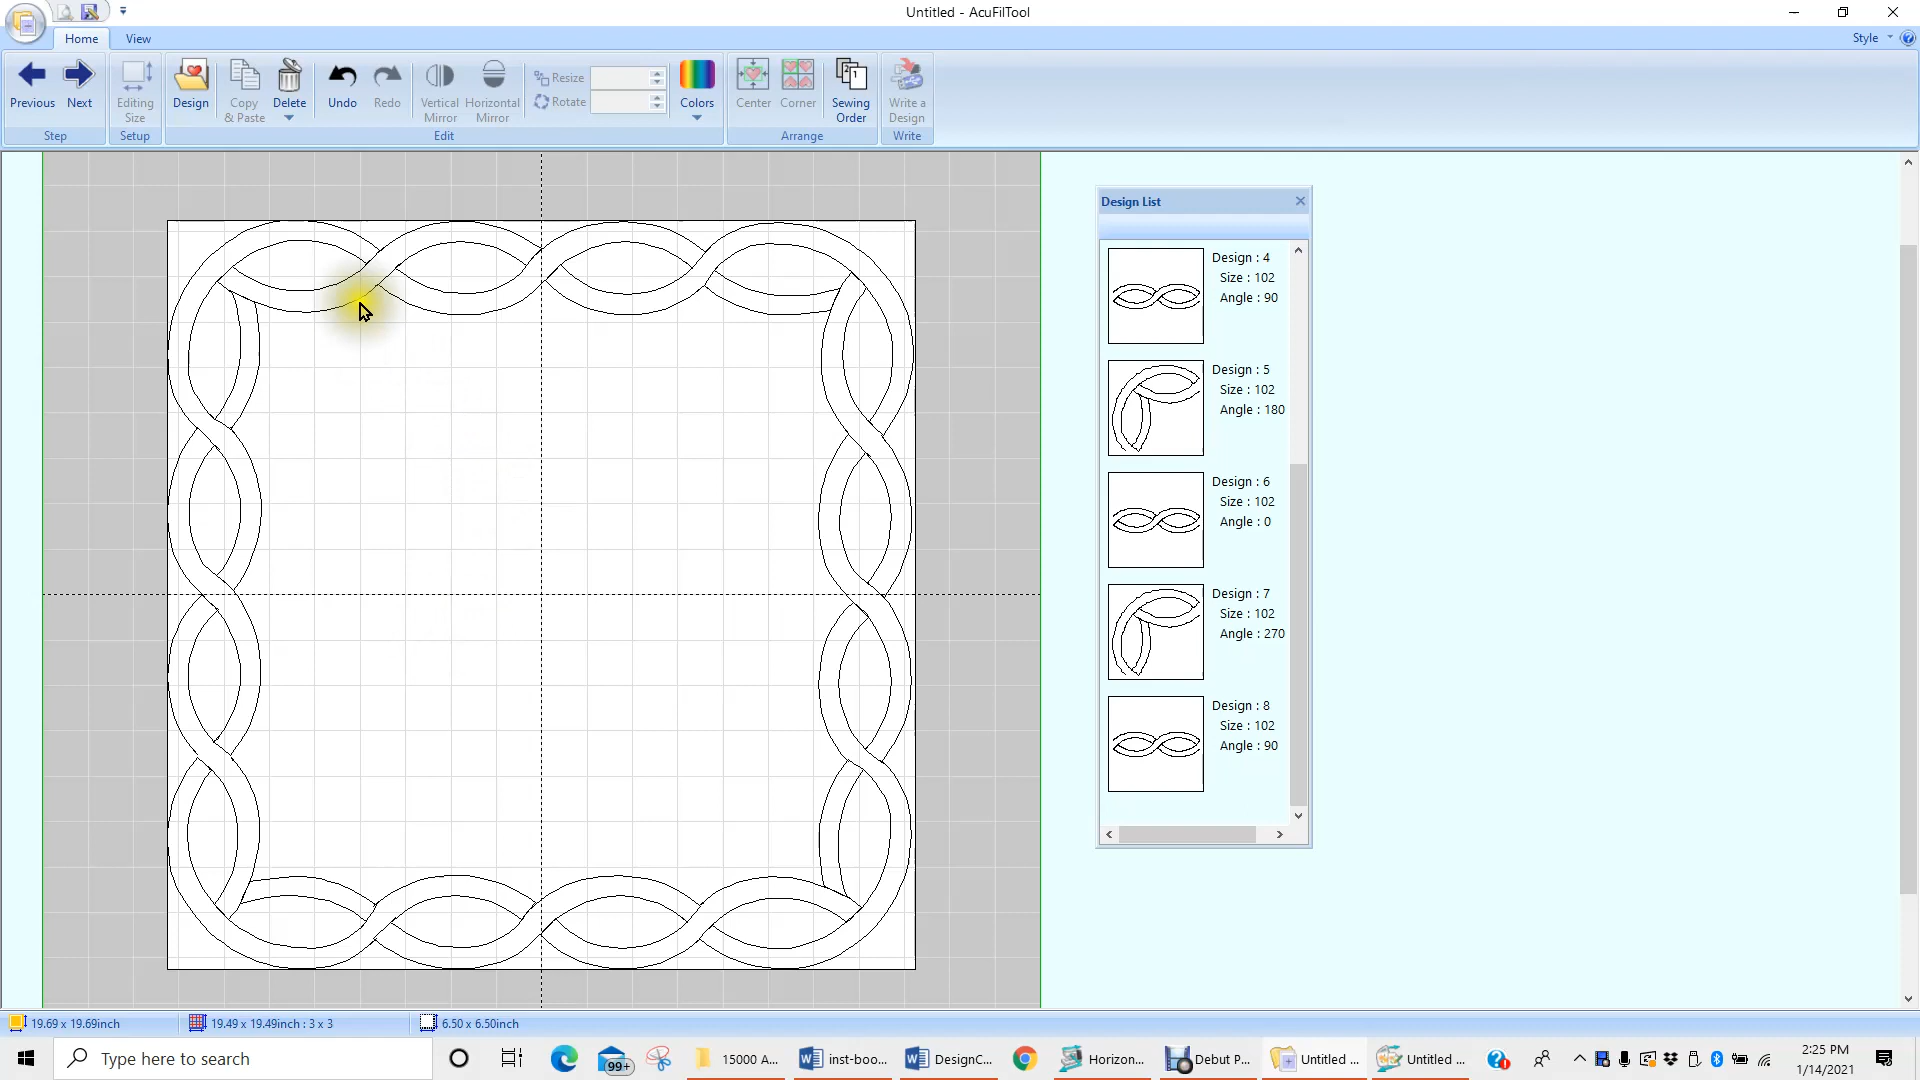 Untitled - AcuFilTool
Home View Style
Previous Next Editing Size Design Copy & Paste Delete Undo Redo Vertical Mirror Horizontal Mirror Resize Rotate Colors Center Corner Sewing Order Write a Design
Step Setup Edit Arrange Write
Design List
Design : 4
Size : 102
Angle : 90
Design : 5
Size : 102
Angle : 180
Design : 6
Size : 102
Angle : 0
Design : 7
Size : 102
Angle : 270
Design : 8
Size : 102
Angle : 90
19.69 x 19.69inch 19.49 x 19.49inch : 3 x 3 6.50 x 6.50inch
Type here to search 99+ 15000 A... inst-boo... DesignC... Horizon... Debut P... Untitled ... Untitled ... 2:25 PM
1/14/2021